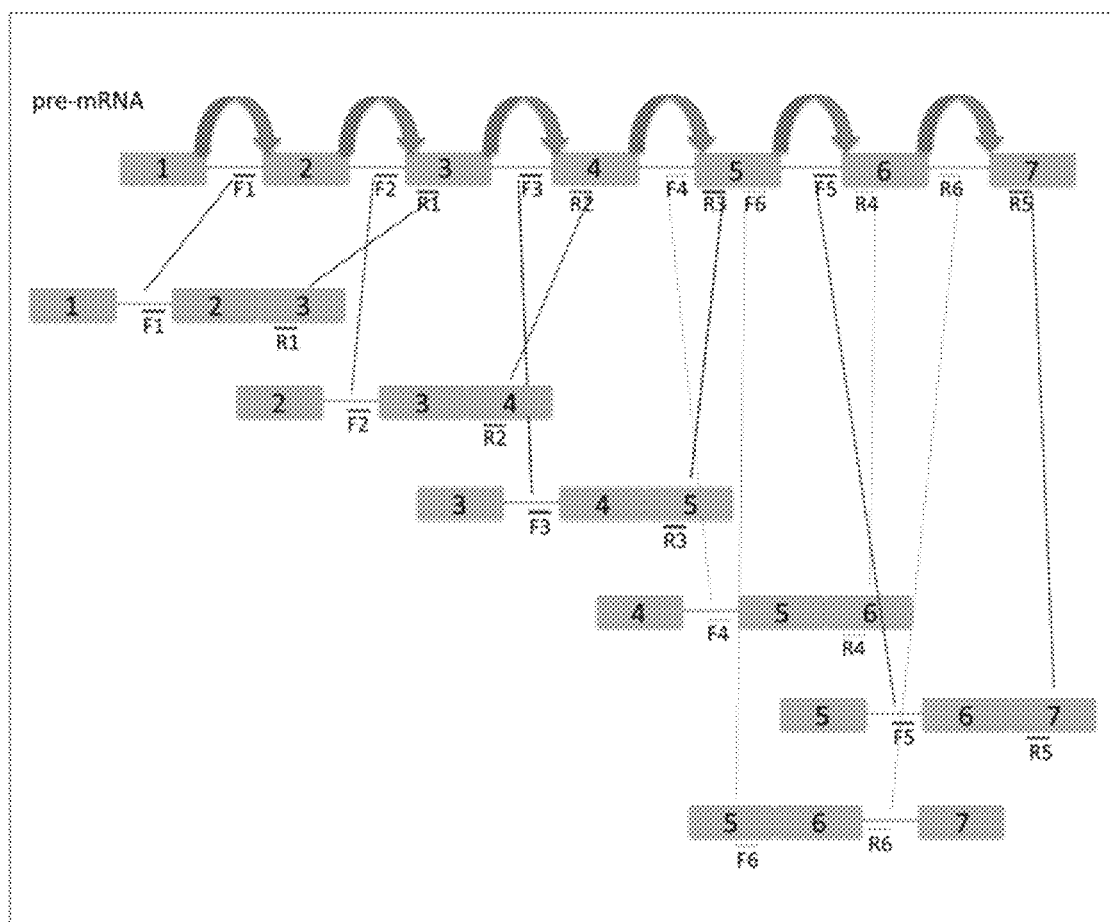 pre-mRNA
1 2 3 4 5 6 7
F1 F2 F3 F4 F5 R6
R1 R2 R3 F6 R4 R5
1 2 3
F1 R1
2 3 4
F2 R2
3 4 5
F3 R3
4 5 6
F4 R4
5 6 7
F5 R5
5 6 7
F6 R6